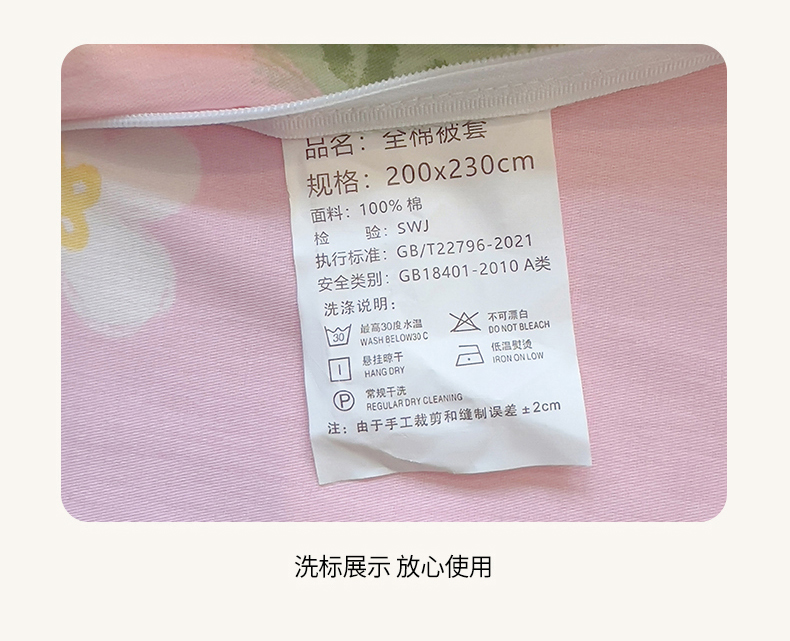 品名：全棉被套
规格：200x230cm
面料：100% 棉
检 验：SWJ
执行标准：GB/T22796-2021
安全类别：GB18401-2010 A类
洗涤说明：
30 最高30度水温 不可漂白
WASH BELOW30 C DO NOT BLEACH
悬挂晾干 低温熨烫
HANG DRY IRON ON LOW
P 常规干洗
REGULAR DRY CLEANING
注：由于手工裁剪和缝制误差±2cm
洗标展示 放心使用